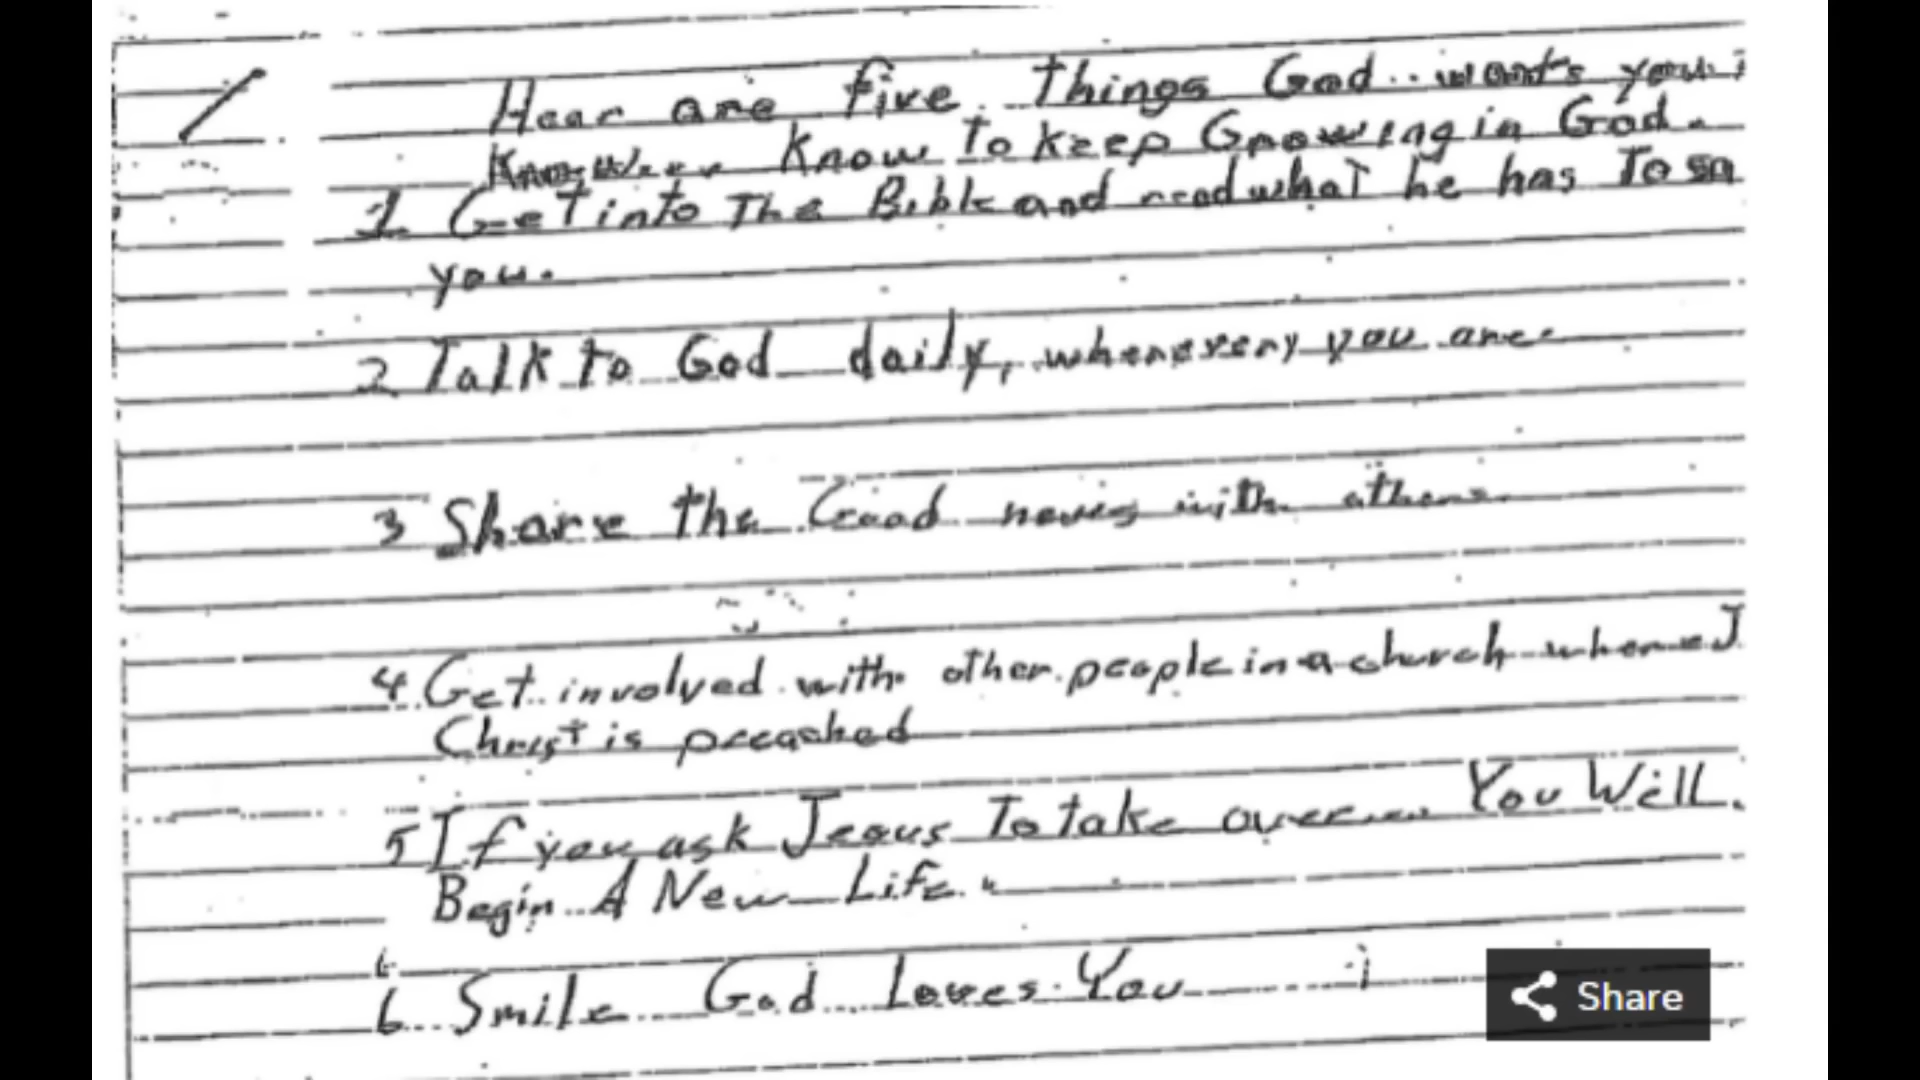 Hear are five things God wants you
Know to keep Growing in God.
1 Get into The Bible and read what he has To sa
you.
2 Talk to God daily, whereevery you are
3 Share the Good news with others
4 Get involved with other people in a church where J
Christ is preached
5 If you ask Jesus To take over You Will
Begin A New Life.
6 Smile God Loves You
Share